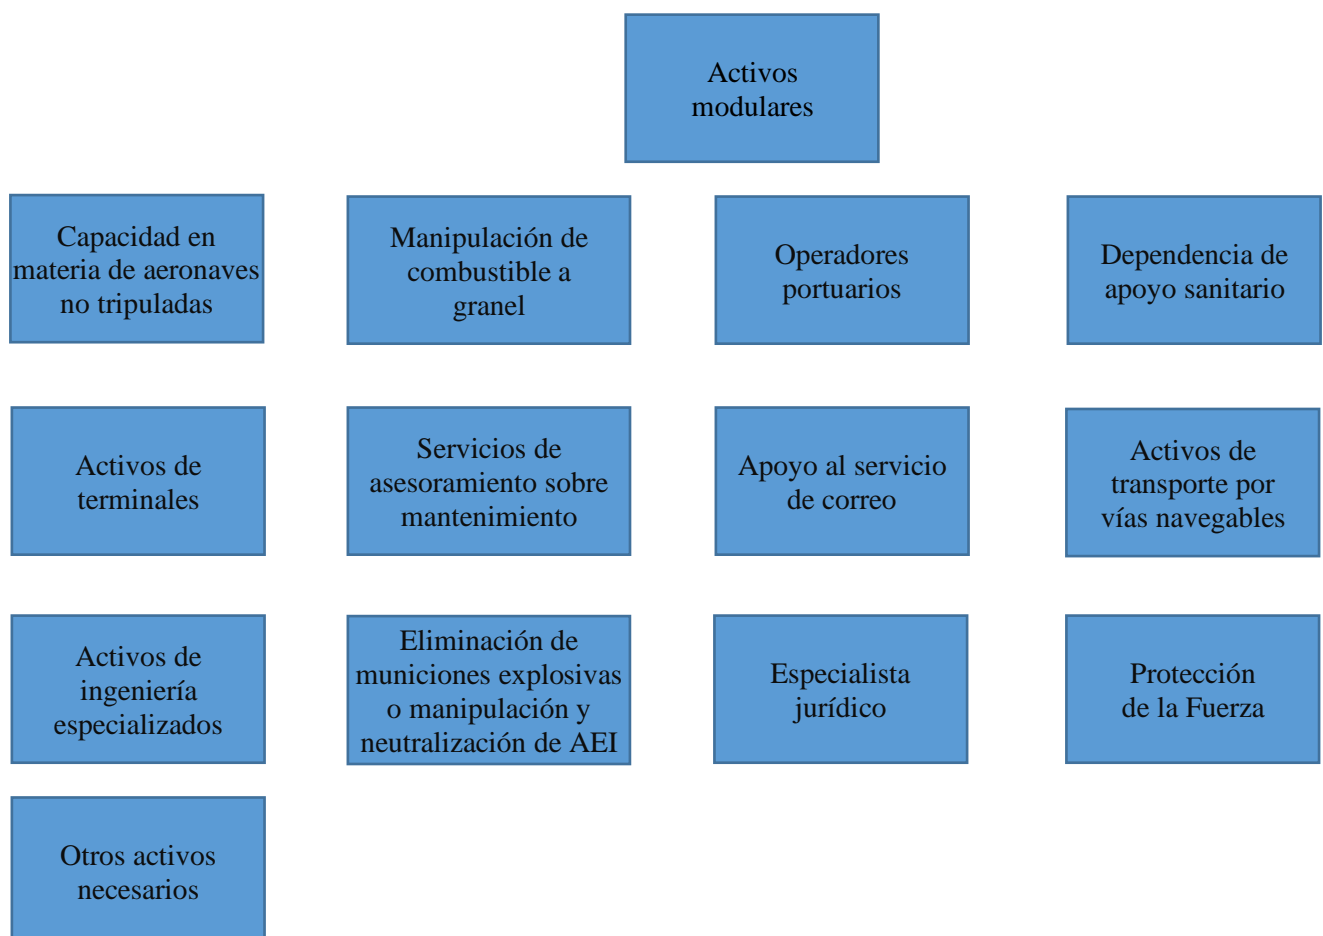 Activos
modulares
Capacidad en
materia de aeronaves
no tripuladas
Manipulación de
combustible a
granel
Operadores
portuarios
Dependencia de
apoyo sanitario
Activos de
terminales
Servicios de
asesoramiento sobre
mantenimiento
Apoyo al servicio
de correo
Activos de
transporte por
vías navegables
Activos de
ingeniería
especializados
Eliminación de
municiones explosivas
o manipulación y
neutralización de AEI
Especialista
jurídico
Protección
de la Fuerza
Otros activos
necesarios